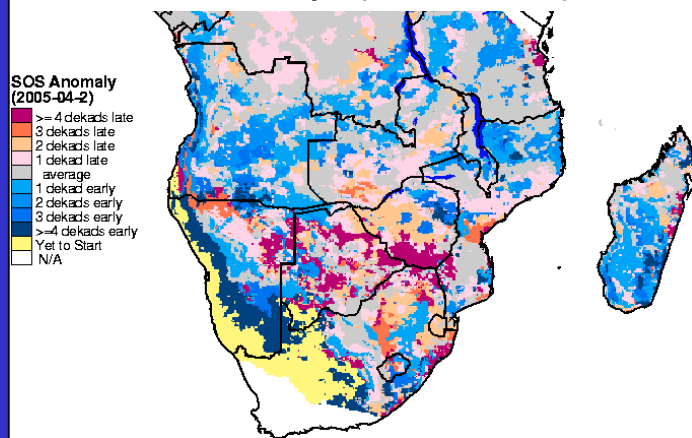 SOS Anomaly
(2005-04-2)
>= 4 dekads late
3 dekads late
2 dekads late
1 dekad late
average
1 dekad early
2 dekads early
3 dekads early
>=4 dekads early
Yet to Start
N/A